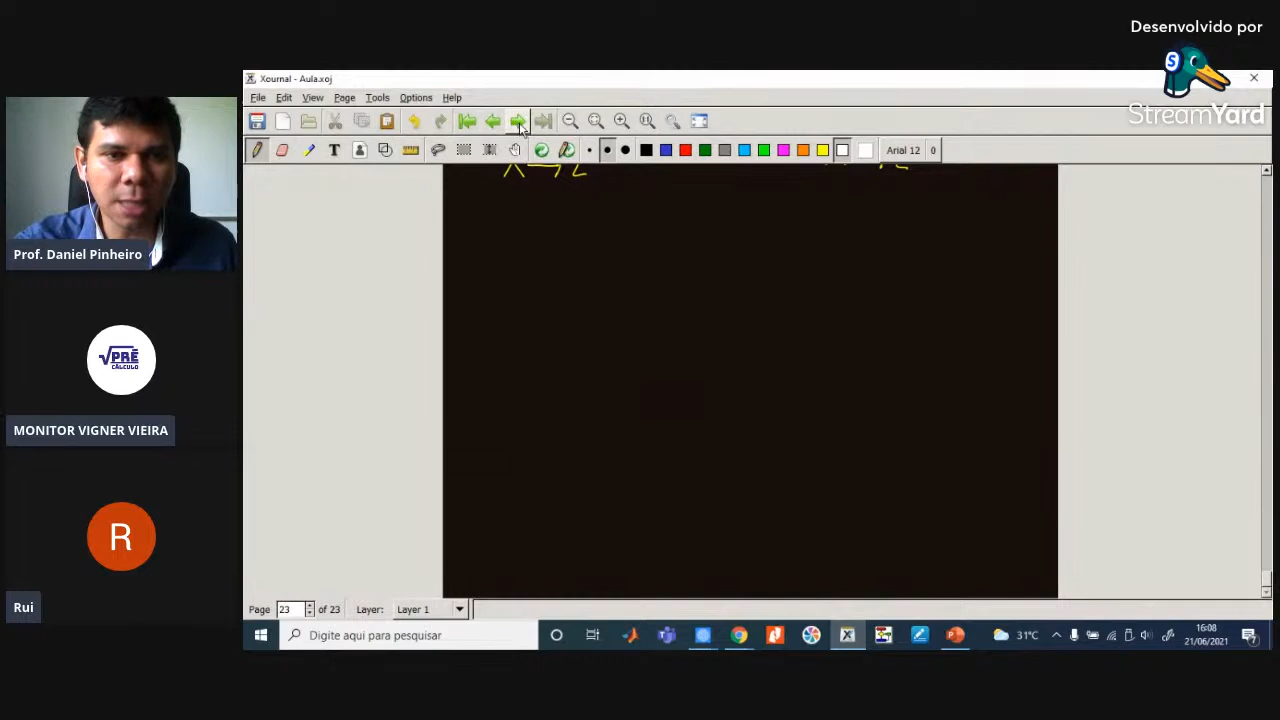 Desenvolvido por
S
StreamYard
Xournal - Aula.xoj
File Edit View Page Tools Options Help
T
Arial 12
0
x→2
Prof. Daniel Pinheiro
√PRÉ
CÁLCULO
MONITOR VIGNER VIEIRA
R
Rui
Page 23 of 23 Layer: Layer 1
Digite aqui para pesquisar
31°C
16:08
21/06/2021
7